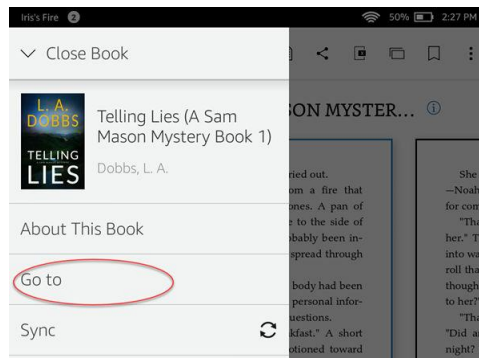 Iris's Fire 2 50% 2:27 PM
Close Book
SON MYSTER...
L. A.
DOBBS
TELLING
LIES
Telling Lies (A Sam
Mason Mystery Book 1)
Dobbs, L. A.
About This Book
Go to
Sync
ried out.
om a fire that
ones. A pan of
e to the side of
obably been in-
spread through
body had been
personal infor-
uestions.
kfast." A short
otioned toward
She
—Noah
for com
"Tha
her." T
into wa
roll tha
though
to her?"
"Tha
"Did a
night?